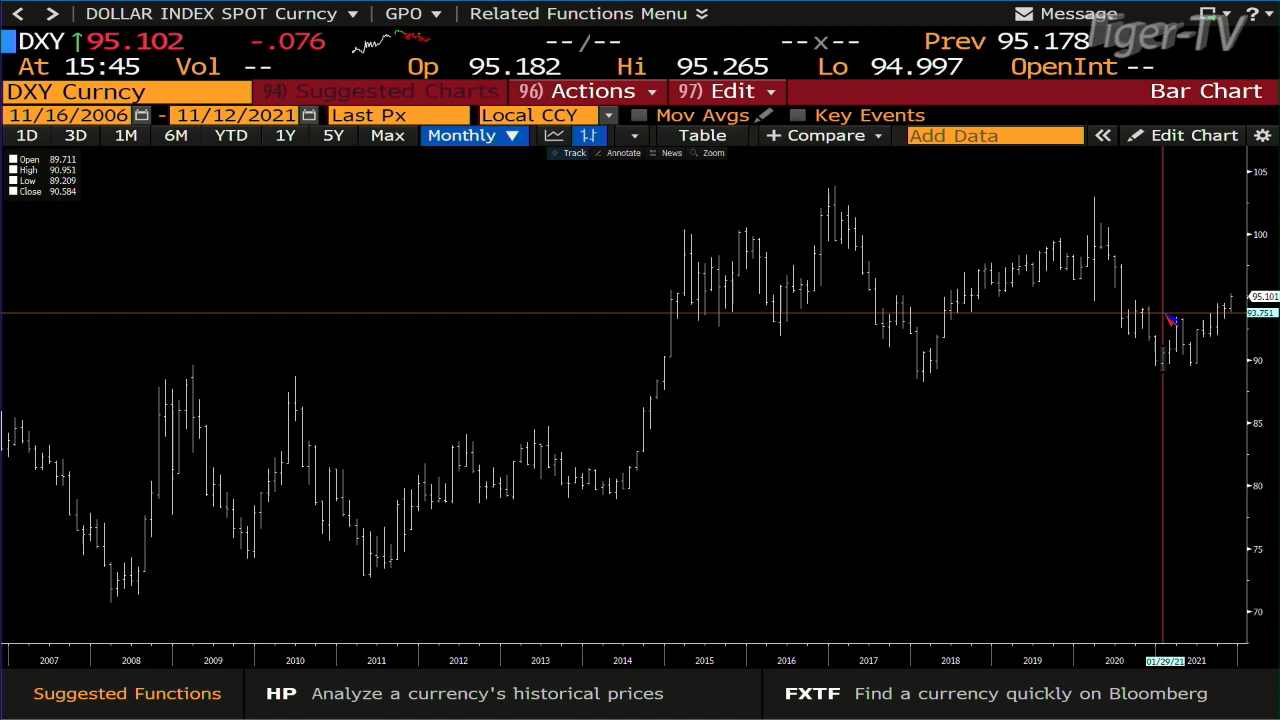 DOLLAR INDEX SPOT Curncy GPO Related Functions Menu Message ?
Tiger-TV
DXY 95.102 -.076 --/-- --x-- Prev 95.178
At 15:45 Vol -- Op 95.182 Hi 95.265 Lo 94.997 OpenInt --
DXY Curncy 94) Suggested Charts 96) Actions 97) Edit Bar Chart
11/16/2006 - 11/12/2021 Last Px Local CCY Mov Avgs Key Events
1D 3D 1M 6M YTD 1Y 5Y Max Monthly Table + Compare Add Data Edit Chart
Track Annotate News Zoom
Open 89.711
High 90.951
Low 89.209
Close 90.584
105
100
95.101
93.751
90
85
80
75
70
2007 2008 2009 2010 2011 2012 2013 2014 2015 2016 2017 2018 2019 2020 01/29/21 2021
Suggested Functions HP Analyze a currency's historical prices FXTF Find a currency quickly on Bloomberg